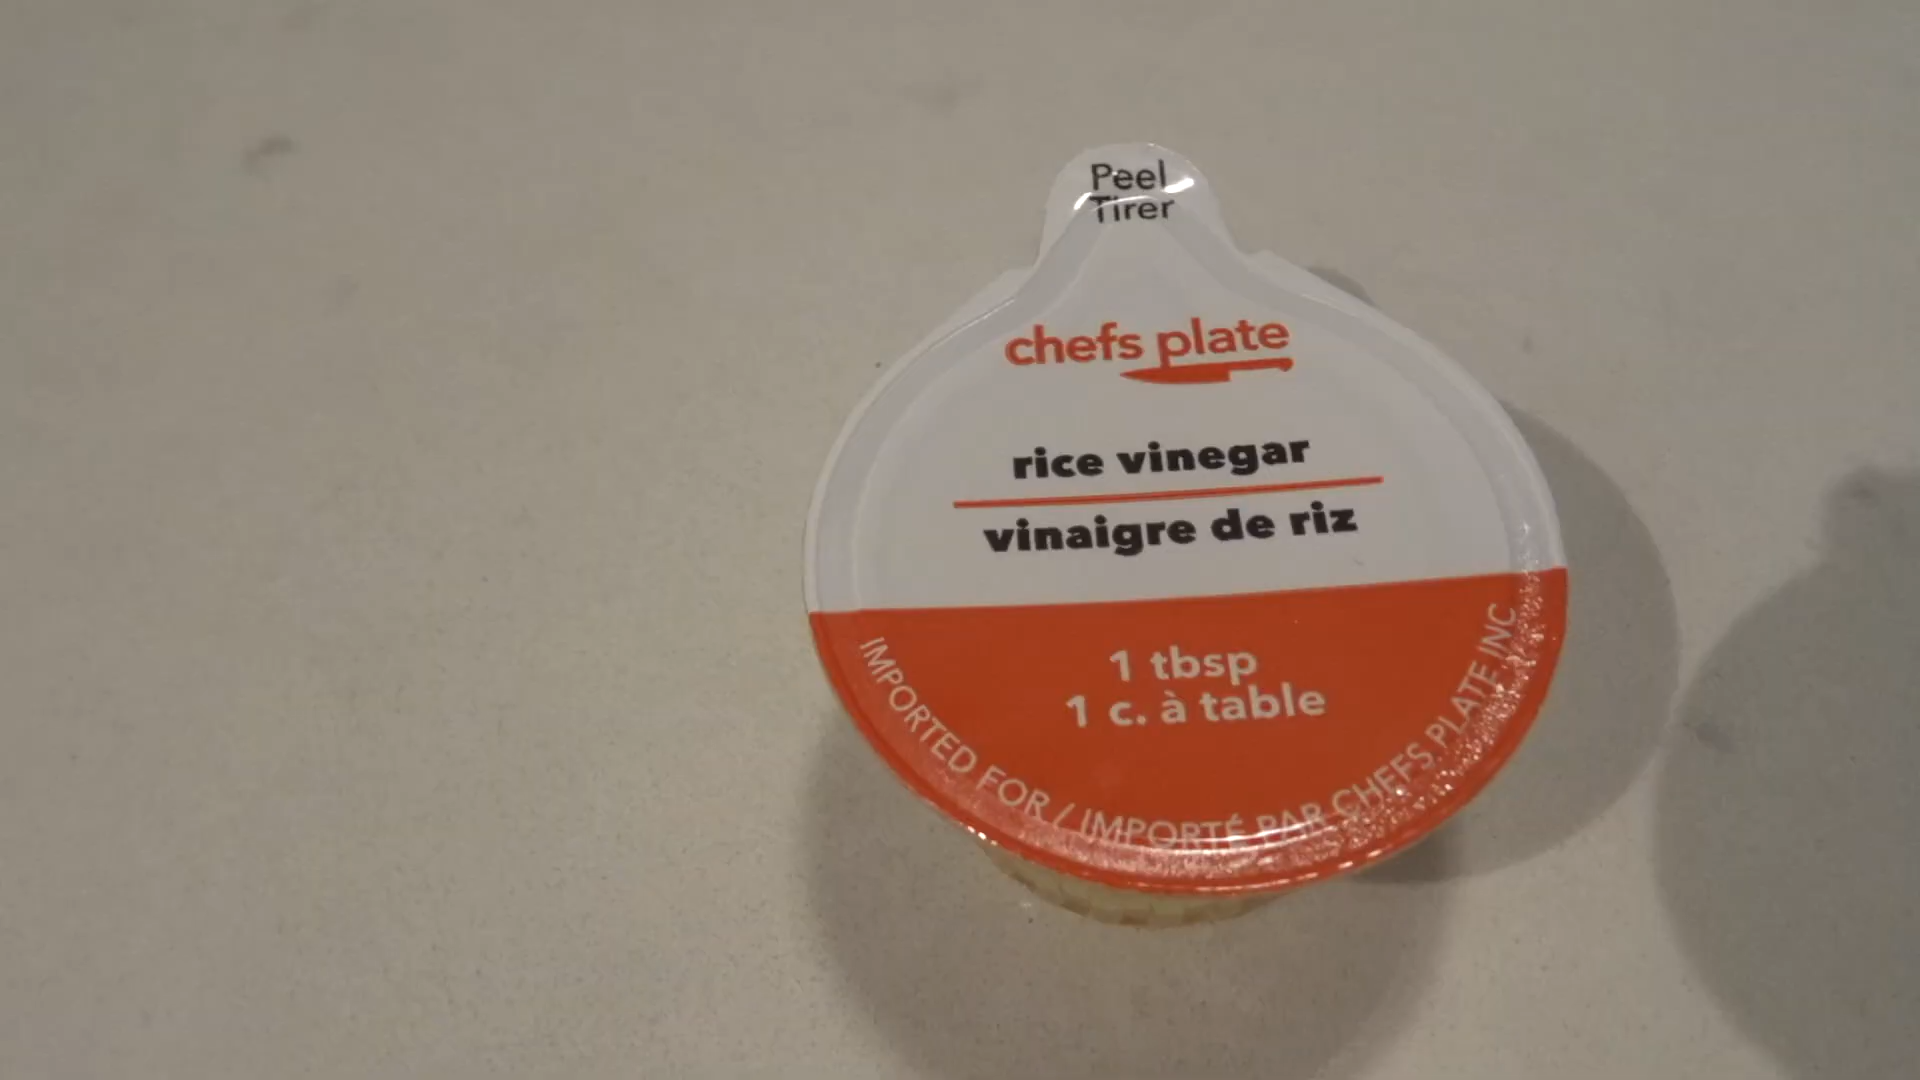 Peel
Tirer
chefs plate
rice vinegar
vinaigre de riz
1 tbsp
1 c. à table
IMPORTED FOR / IMPORTÉ PAR CHEFS PLATE INC